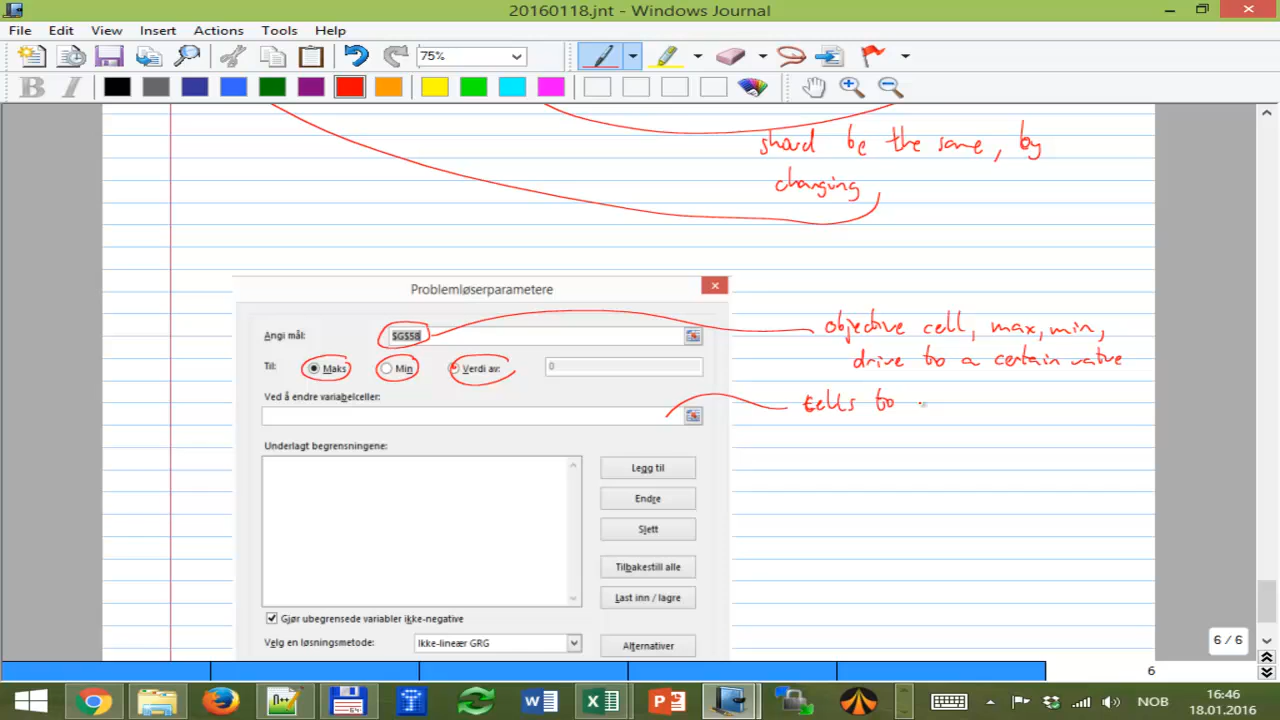 20160118.jnt - Windows Journal
File Edit View Insert Actions Tools Help
75%
B I
should be the same, by
changing
Problemløserparametere
Angi mål: $G$58
objective cell, max, min,
drive to a certain value
Til: Maks Min Verdi av: 0
Ved å endre variabelceller:
cells to
Underlagt begrensningene:
Legg til
Endre
Slett
Tilbakestill alle
Last inn / lagre
Gjør ubegrensede variabler ikke-negative
Velg en løsningsmetode: Ikke-lineær GRG
Alternativer
6 / 6
6
NOB
16:46
18.01.2016